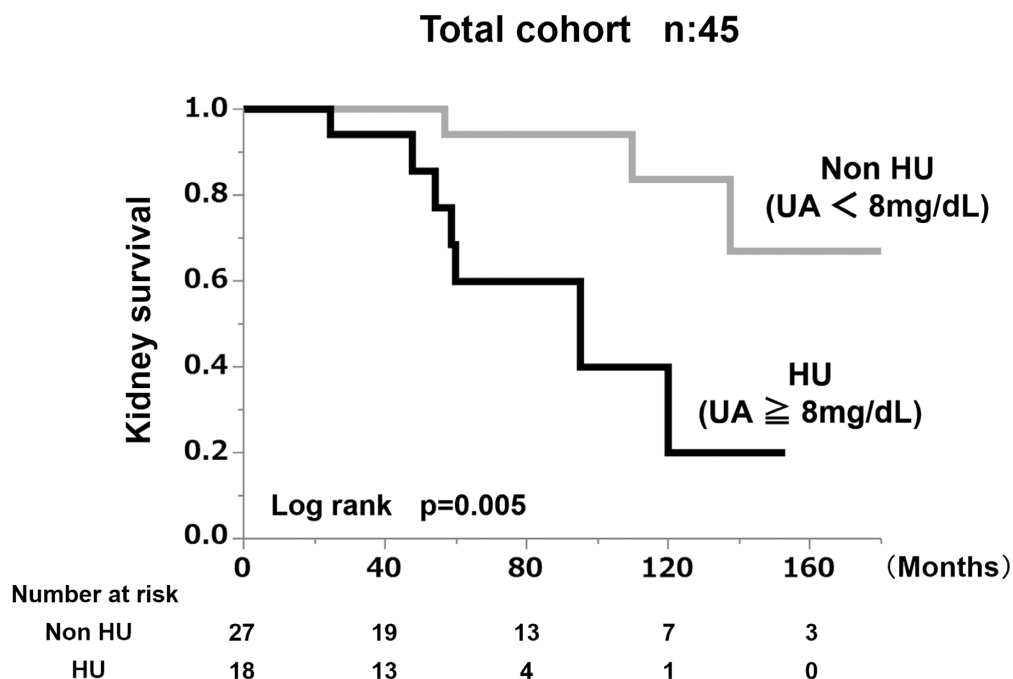 Total cohort n:45
Kidney survival
1.0
0.8
0.6
0.4
0.2
0.0
Non HU
(UA < 8mg/dL)
HU
(UA ≧ 8mg/dL)
Log rank p=0.005
0 40 80 120 160 (Months)
Number at risk
Non HU 27 19 13 7 3
HU 18 13 4 1 0